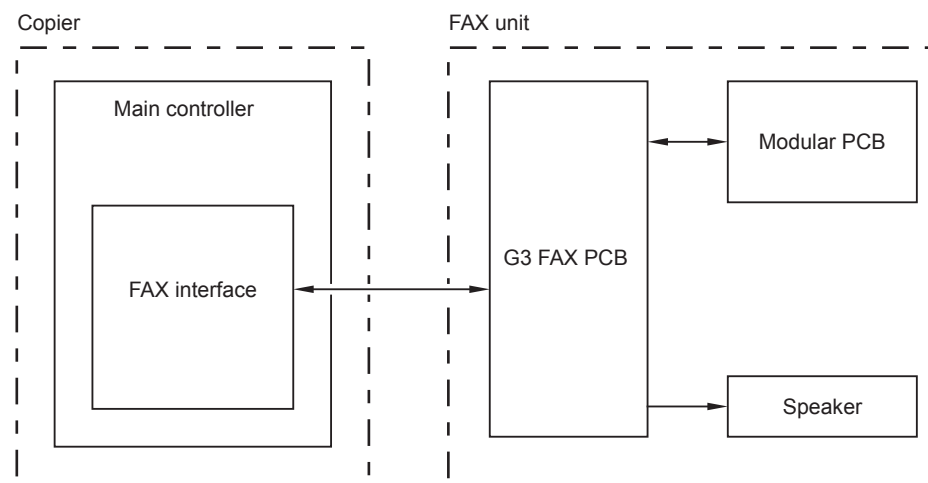 Copier
FAX unit
Main controller
Modular PCB
G3 FAX PCB
FAX interface
Speaker